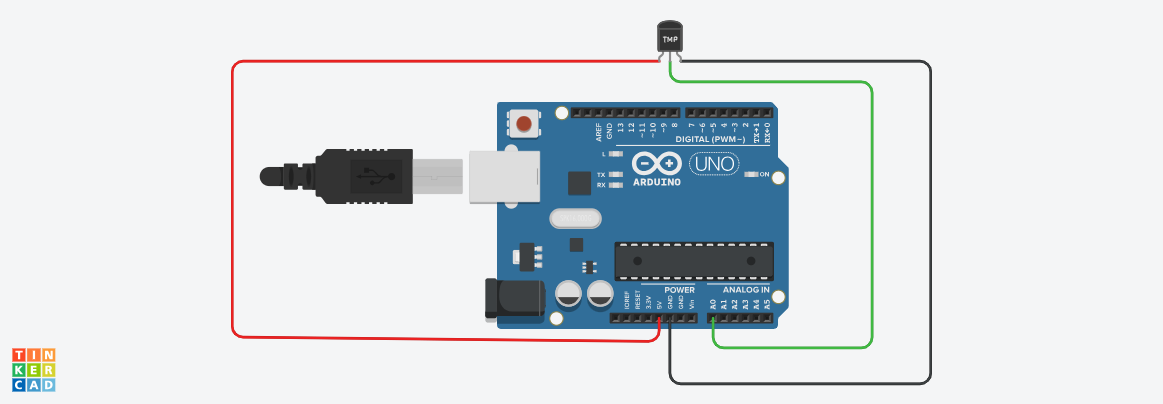 TMP
AREF
GND
13
12
~11
~10
~9
8
7
~6
~5
4
~3
2
TX→1
RX←0
DIGITAL (PWM~)
L
TX
RX
ARDUINO
UNO
ON
POWER
ANALOG IN
IOREF
RESET
3.3V
5V
GND
GND
Vin
A0
A1
A2
A3
A4
A5
TIN
KER
CAD